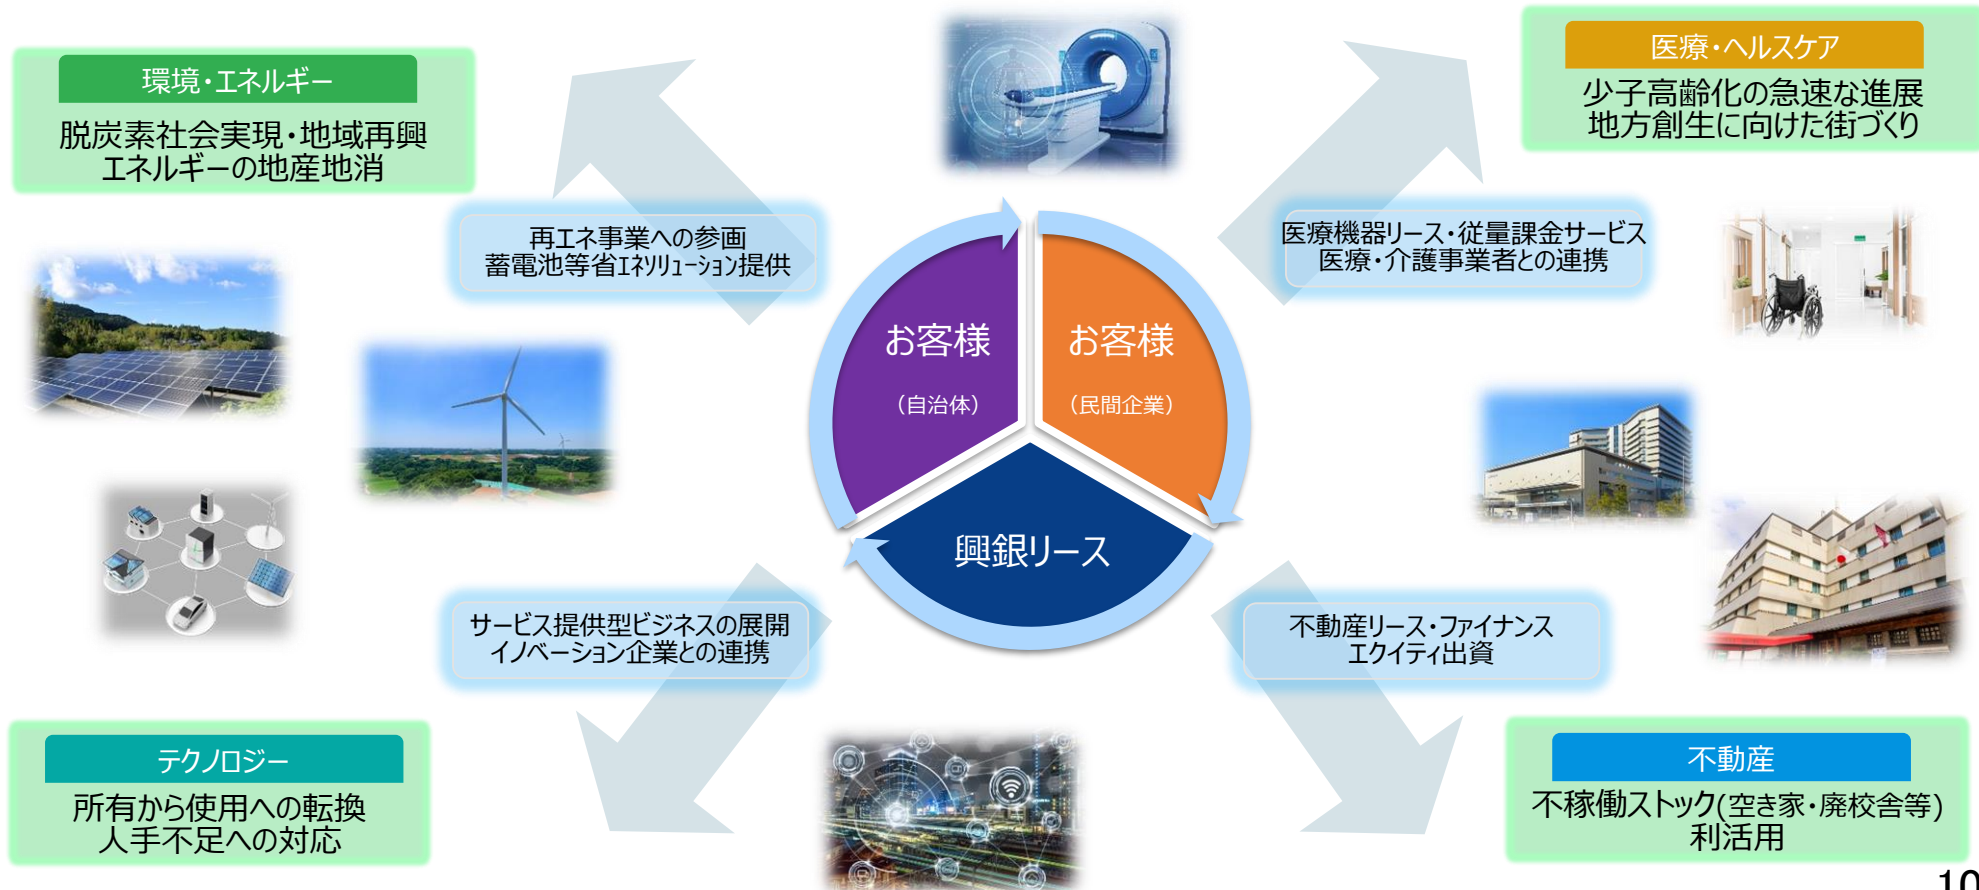 環境・エネルギー
脱炭素社会実現・地域再興
エネルギーの地産地消
医療・ヘルスケア
少子高齢化の急速な進展
地方創生に向けた街づくり
再エネ事業への参画
蓄電池等省ｴﾈｿﾘｭｰｼｮﾝ提供
医療機器リース・従量課金サービス
医療・介護事業者との連携
お客様
（自治体）
お客様
（民間企業）
興銀リース
サービス提供型ビジネスの展開
イノベーション企業との連携
不動産リース・ファイナンス
エクイティ出資
テクノロジー
所有から使用への転換
人手不足への対応
不動産
不稼働ストック(空き家・廃校舎等)
利活用
10